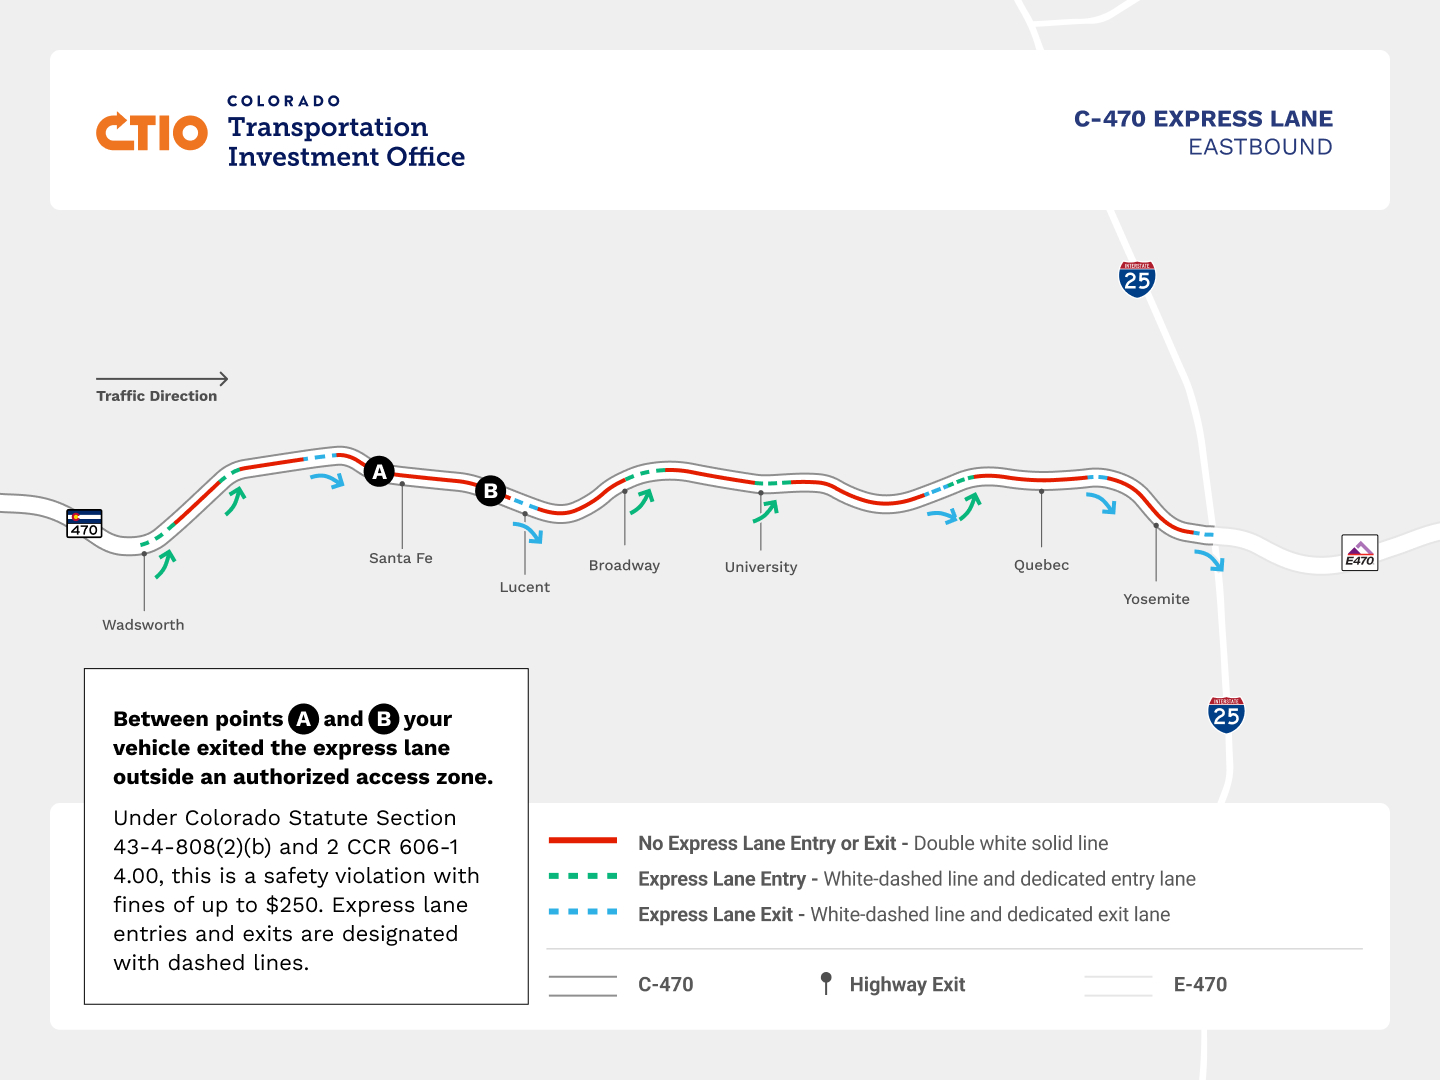 COLORADO
CTIO
Transportation
Investment Office
C-470 EXPRESS LANE
EASTBOUND
INTERSTATE
25
Traffic Direction
A
B
470
E470
Santa Fe
Lucent
Broadway
University
Quebec
Yosemite
Wadsworth
INTERSTATE
25
Between points A and B your
vehicle exited the express lane
outside an authorized access zone.
Under Colorado Statute Section
43-4-808(2)(b) and 2 CCR 606-1
4.00, this is a safety violation with
fines of up to $250. Express lane
entries and exits are designated
with dashed lines.
No Express Lane Entry or Exit - Double white solid line
Express Lane Entry - White-dashed line and dedicated entry lane
Express Lane Exit - White-dashed line and dedicated exit lane
C-470
Highway Exit
E-470